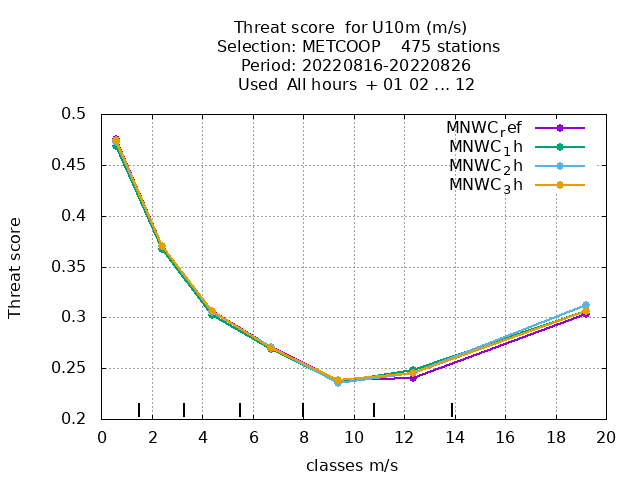 Threat score  for U10m (m/s)
Selection: METCOOP    475 stations
Period: 20220816-20220826
Used  All hours  + 01 02 ... 12
MNWC_ref
MNWC_1h
MNWC_2h
MNWC_3h
Threat score
0.5
0.45
0.4
0.35
0.3
0.25
0.2
0 2 4 6 8 10 12 14 16 18 20
classes m/s